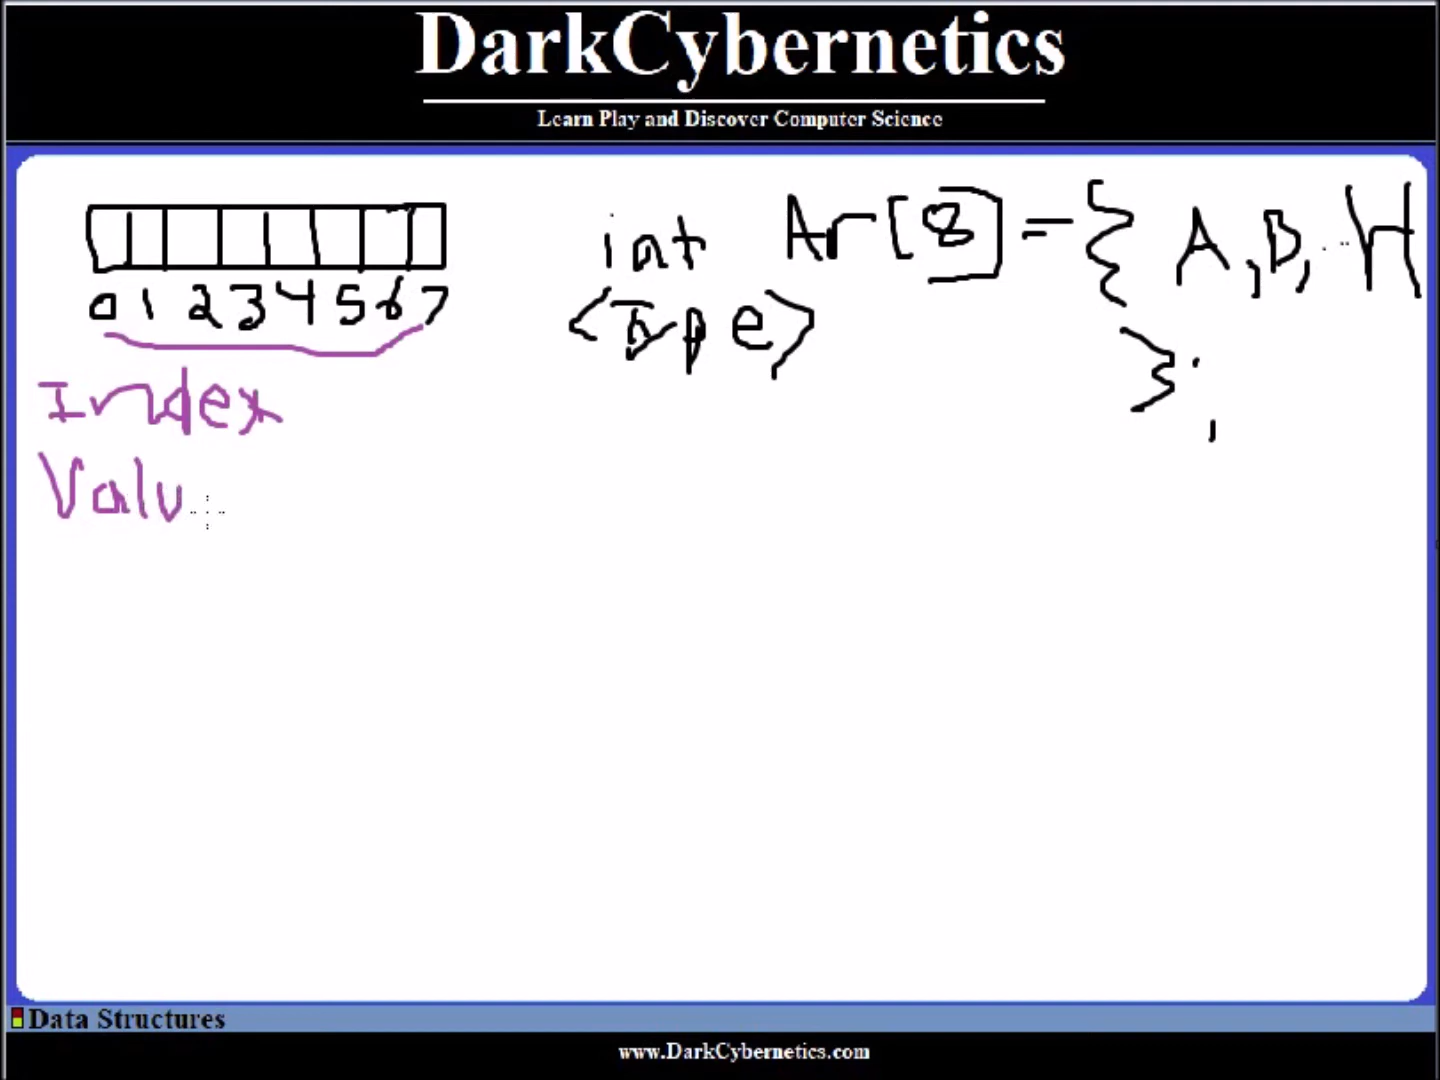 DarkCybernetics
Learn Play and Discover Computer Science
int Ar[8] = { A, B, .. H
0 1 2 3 4 5 6 7
<Type>
};
Index
Valu
Data Structures
www.DarkCybernetics.com